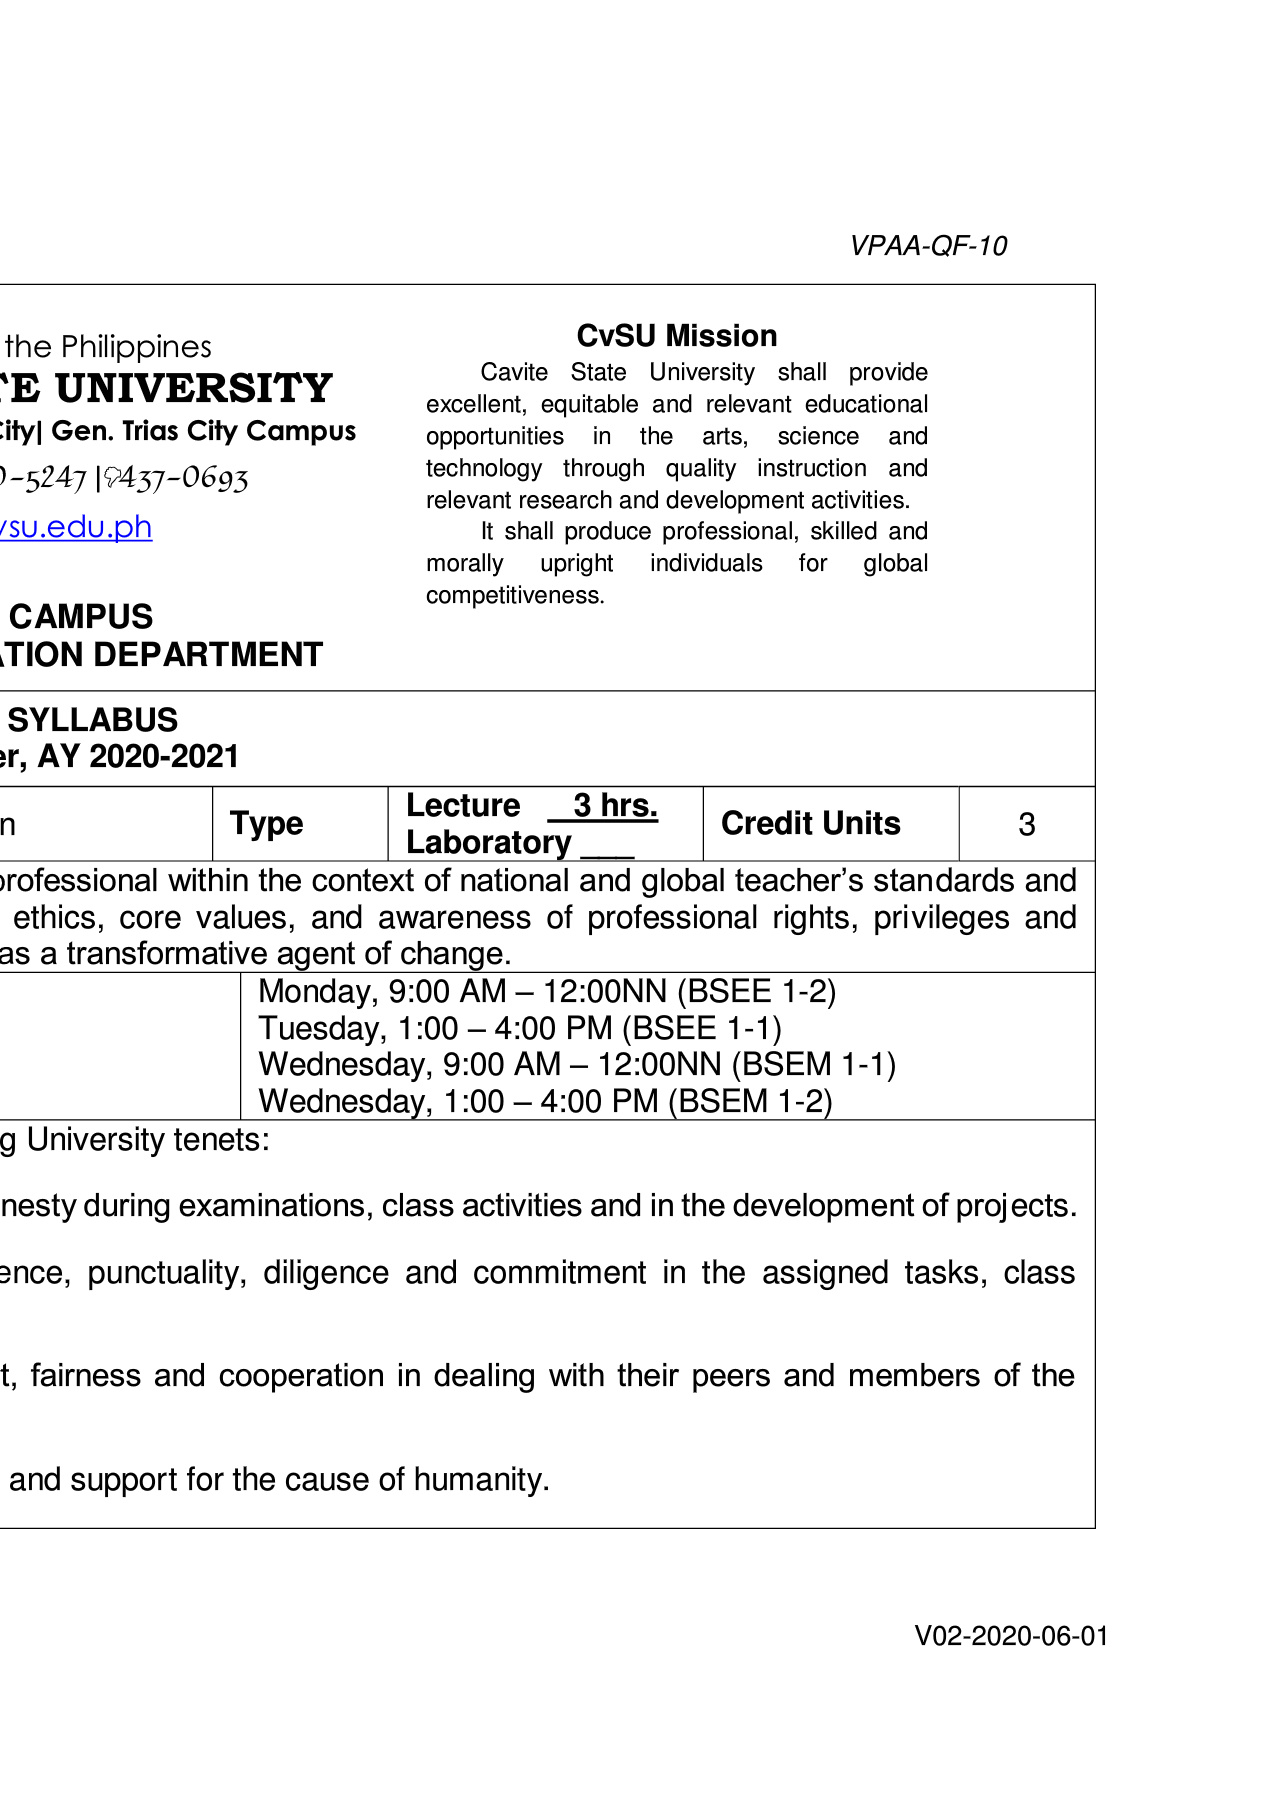 VPAA-QF-10
the Philippines
TE UNIVERSITY
City| Gen. Trias City Campus
-5247 |437-0693
vsu.edu.ph
CAMPUS
ATION DEPARTMENT
CvSU Mission
Cavite State University shall provide
excellent, equitable and relevant educational
opportunities in the arts, science and
technology through quality instruction and
relevant research and development activities.
It shall produce professional, skilled and
morally upright individuals for global
competitiveness.
SYLLABUS
er, AY 2020-2021
n
Type
Lecture 3 hrs.
Laboratory ___
Credit Units
3
professional within the context of national and global teacher’s standards and
ethics, core values, and awareness of professional rights, privileges and
as a transformative agent of change.
Monday, 9:00 AM – 12:00NN (BSEE 1-2)
Tuesday, 1:00 – 4:00 PM (BSEE 1-1)
Wednesday, 9:00 AM – 12:00NN (BSEM 1-1)
Wednesday, 1:00 – 4:00 PM (BSEM 1-2)
g University tenets:
nesty during examinations, class activities and in the development of projects.
ence, punctuality, diligence and commitment in the assigned tasks, class
t, fairness and cooperation in dealing with their peers and members of the
and support for the cause of humanity.
V02-2020-06-01